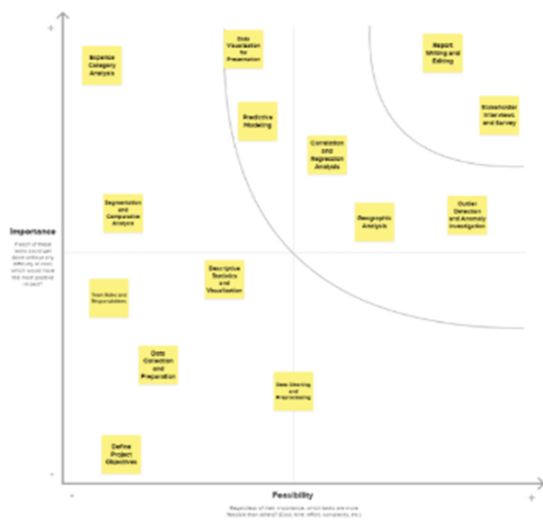 +
Expense
Category
Analysis
Data
Visualization
for
Presentation
Report
Writing and
Editing
Predictive
Modeling
Stakeholder
Interviews
and Survey
Correlation
and
Regression
Analysis
Segmentation
and
Comparative
Analysis
Geographic
Analysis
Outlier
Detection
and Anomaly
Investigation
Importance
If each of these
tasks could get
done without any
difficulty or cost,
which would have
the most positive
impact?
Descriptive
Statistics
and
Visualization
Team Roles and
Responsibilities
Data
Collection
and
Preparation
Data Cleaning
and
Preprocessing
Define
Project
Objectives
-
-
Feasibility
+
Regardless of their importance, which tasks are more
feasible than others? (Cost, time, effort, complexity, etc.)